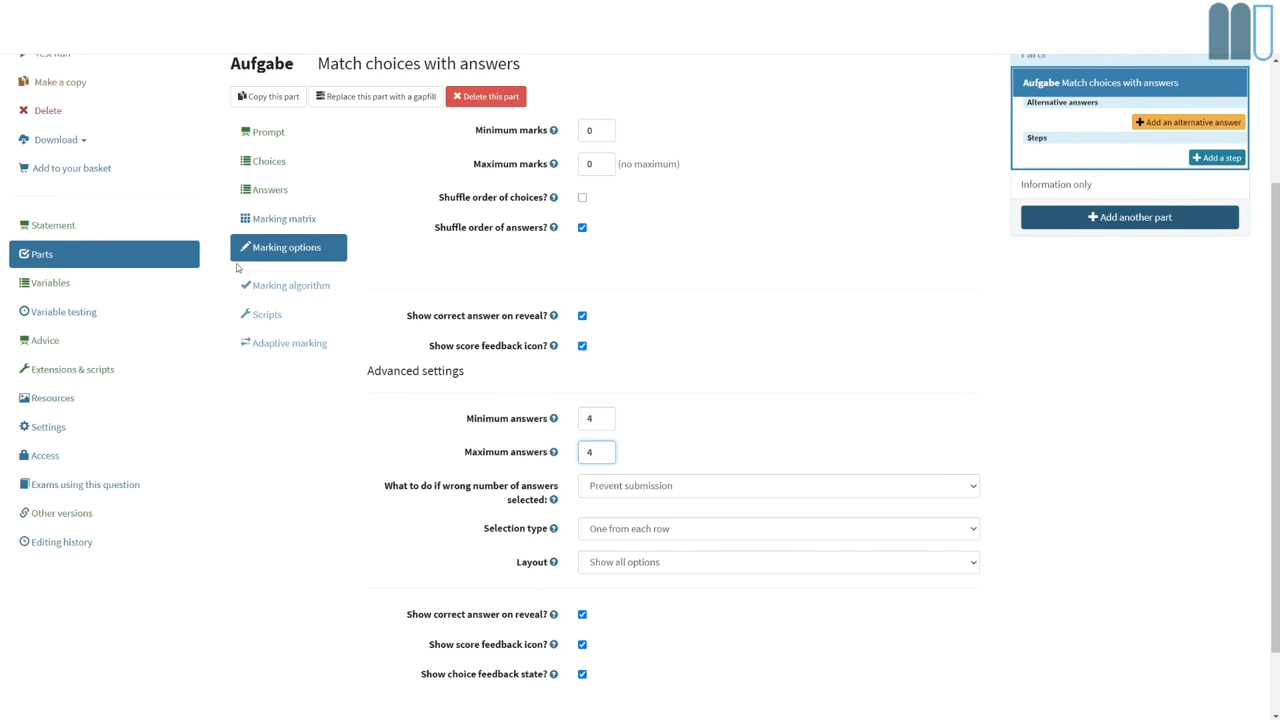 Test Run
Make a copy
Delete
Download
Add to your basket
Statement
Parts
Variables
Variable testing
Advice
Extensions & scripts
Resources
Settings
Access
Exams using this question
Other versions
Editing history
Aufgabe Match choices with answers
Copy this part Replace this part with a gapfill Delete this part
Prompt
Choices
Answers
Marking matrix
Marking options
Marking algorithm
Scripts
Adaptive marking
Minimum marks 0
Maximum marks 0 (no maximum)
Shuffle order of choices?
Shuffle order of answers?
Show correct answer on reveal?
Show score feedback icon?
Advanced settings
Minimum answers 4
Maximum answers 4
What to do if wrong number of answers
selected: Prevent submission
Selection type One from each row
Layout Show all options
Show correct answer on reveal?
Show score feedback icon?
Show choice feedback state?
Parts
Aufgabe Match choices with answers
Alternative answers
Add an alternative answer
Steps
Add a step
Information only
Add another part